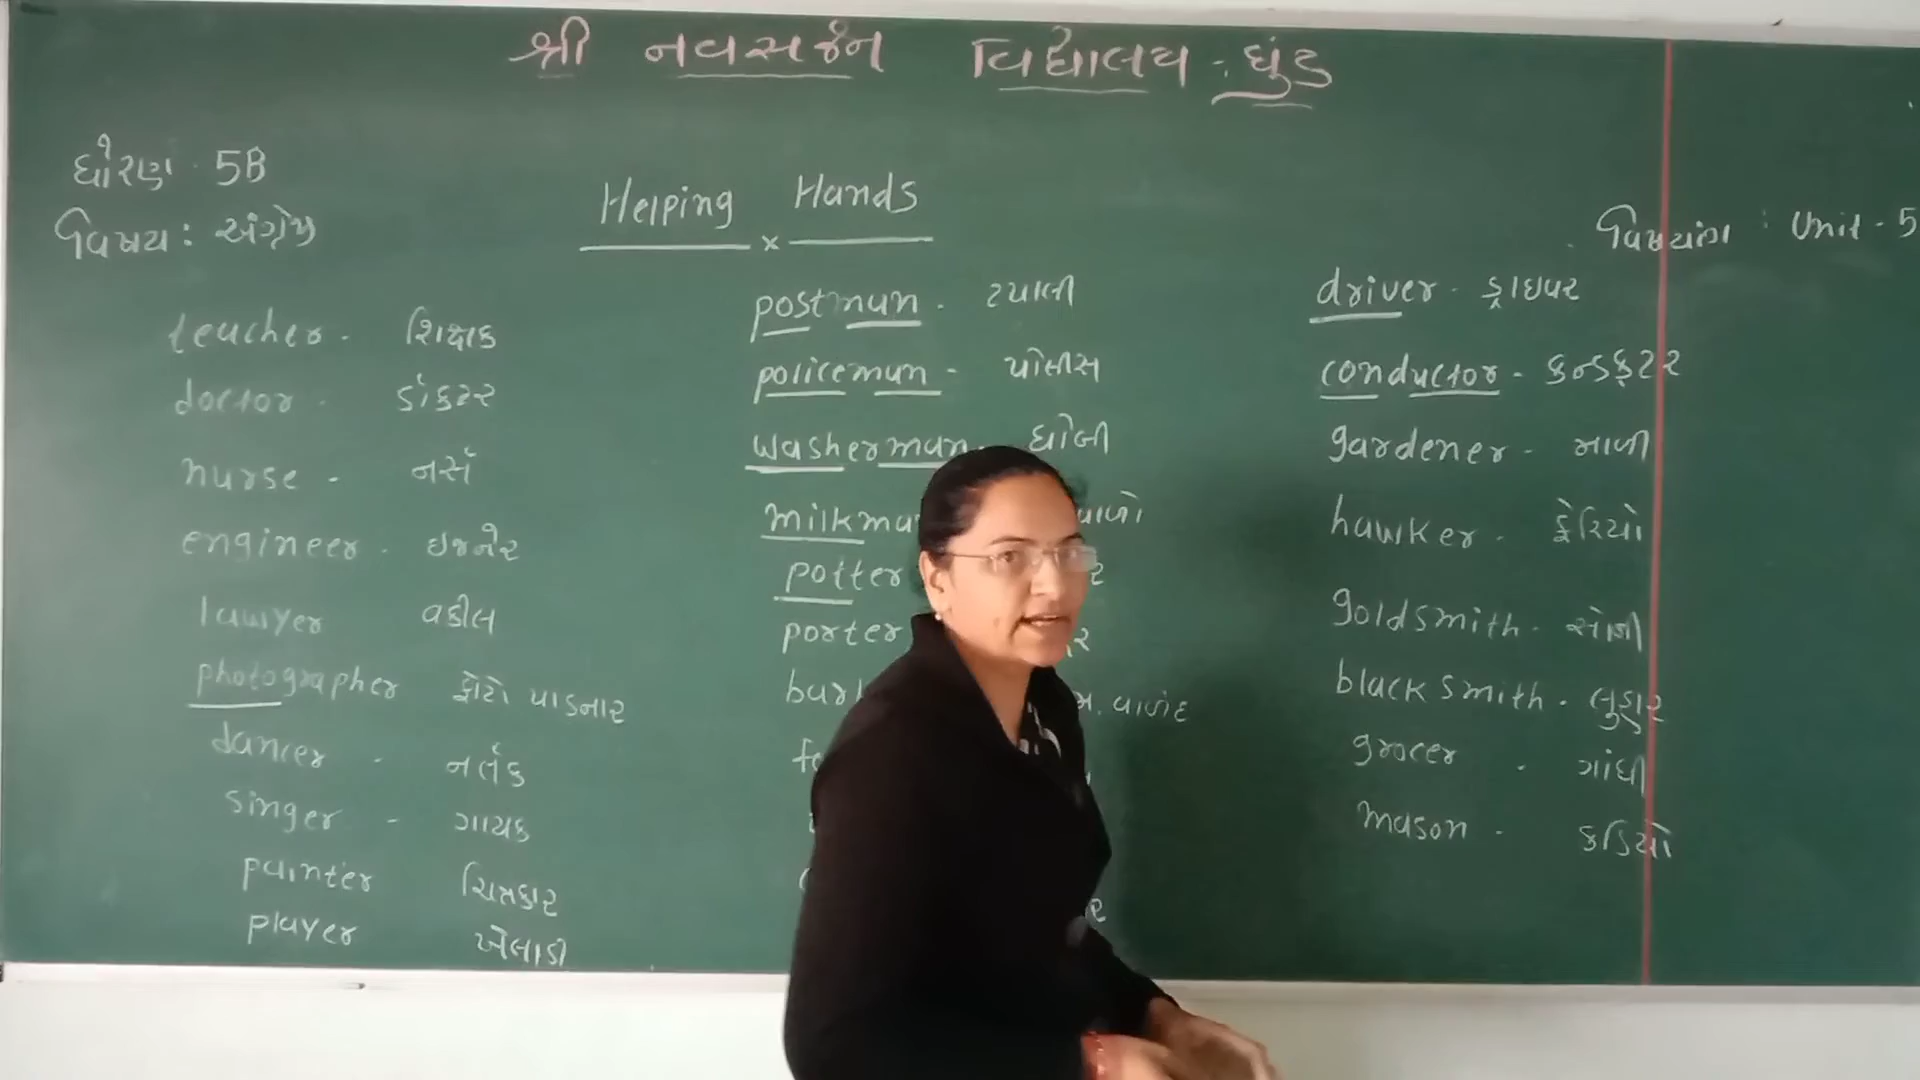 શ્રી નવસર્જન વિદ્યાલય : ઘુંડ
ધોરણ : 5B
વિષય : અંગ્રેજી
Helping × Hands
વિષયાંગ : Unit - 5
teacher - શિક્ષક
doctor - ડૉક્ટર
nurse - નર્સ
engineer - ઇજનેર
lawyer વકીલ
photographer ફોટો પાડનાર
dancer - નર્તક
singer - ગાયક
painter ચિત્રકાર
player ખેલાડી
postman - ટપાલી
policeman - પોલીસ
washerman - ધોબી
milkma
potter
porter
વાળંદ
driver - ડ્રાઇવર
conductor - કન્ડક્ટર
gardener - માળી
hawker - ફેરિયો
goldsmith - સોની
blacksmith - લુહાર
grocer - ગાંધી
mason - કડિયો